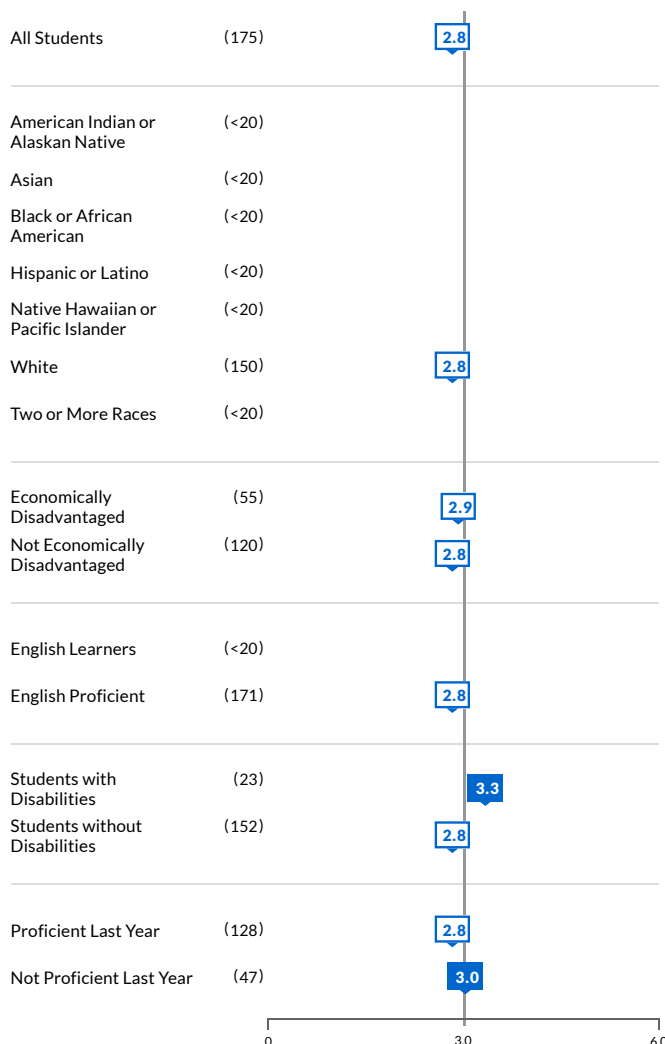 All Students (175) 2.8
American Indian or (<20)
Alaskan Native
Asian (<20)
Black or African (<20)
American
Hispanic or Latino (<20)
Native Hawaiian or (<20)
Pacific Islander
White (150) 2.8
Two or More Races (<20)
Economically (55) 2.9
Disadvantaged
Not Economically (120) 2.8
Disadvantaged
English Learners (<20)
English Proficient (171) 2.8
Students with (23) 3.3
Disabilities
Students without (152) 2.8
Disabilities
Proficient Last Year (128) 2.8
Not Proficient Last Year (47) 3.0
0 3.0 6.0